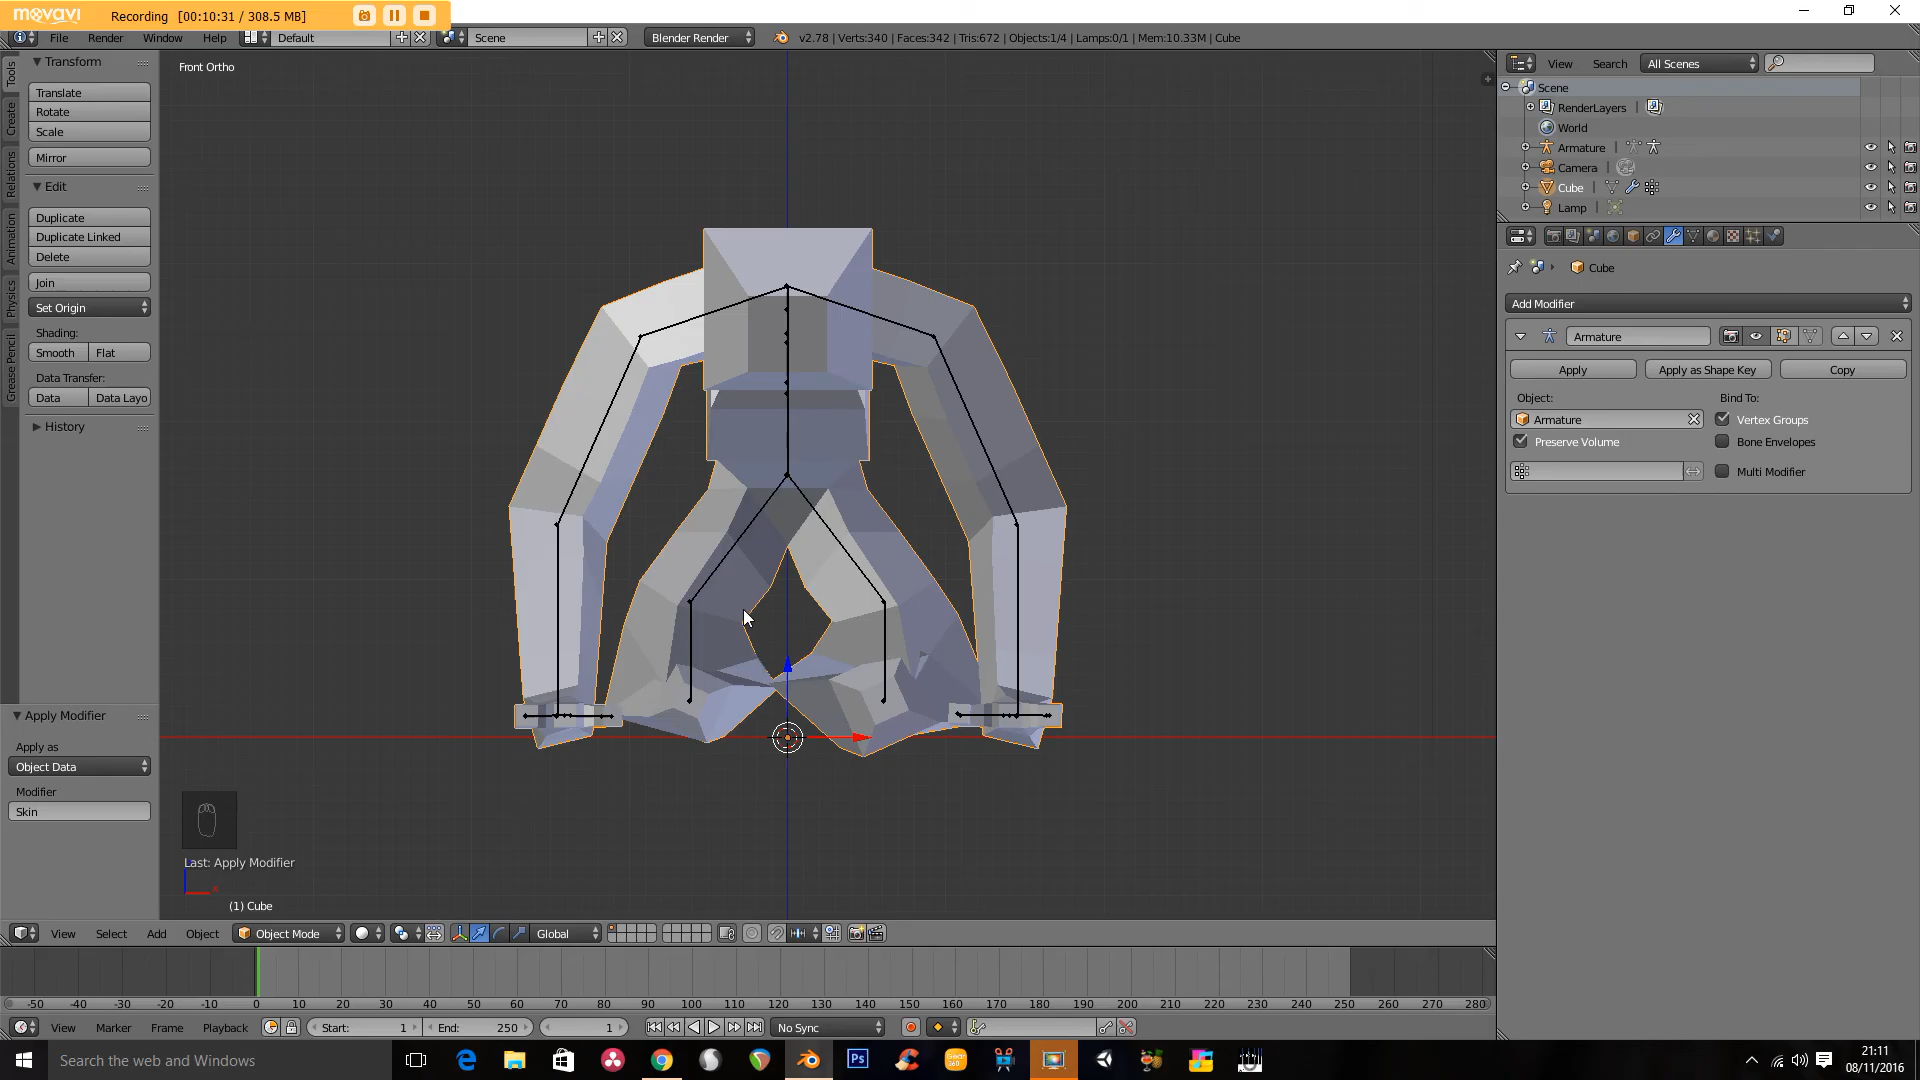 movavi Recording [00:10:31 / 308.5 MB]
File Render Window Help Default Scene Blender Render v2.78 | Verts:340 | Faces:342 | Tris:672 | Objects:1/4 | Lamps:0/1 | Mem:10.33M | Cube
Tools
Create
Relations
Animation
Physics
Grease Pencil
Transform
Translate
Rotate
Scale
Mirror
Edit
Duplicate
Duplicate Linked
Delete
Join
Set Origin
Shading:
Smooth Flat
Data Transfer:
Data Data Layo
History
Apply Modifier
Apply as
Object Data
Modifier
Skin
Front Ortho
Last: Apply Modifier
(1) Cube
View Select Add Object Object Mode Global
-50 -40 -30 -20 -10 0 10 20 30 40 50 60 70 80 90 100 110 120 130 140 150 160 170 180 190 200 210 220 230 240 250 260 270 280
View Marker Frame Playback Start: 1 End: 250 1 No Sync
View Search All Scenes
Scene
RenderLayers
World
Armature
Camera
Cube
Lamp
Cube
Add Modifier
Armature
Apply Apply as Shape Key Copy
Object: Bind To:
Armature Vertex Groups
Preserve Volume Bone Envelopes
Multi Modifier
Search the web and Windows
Ps
Gear 360
21:11
08/11/2016